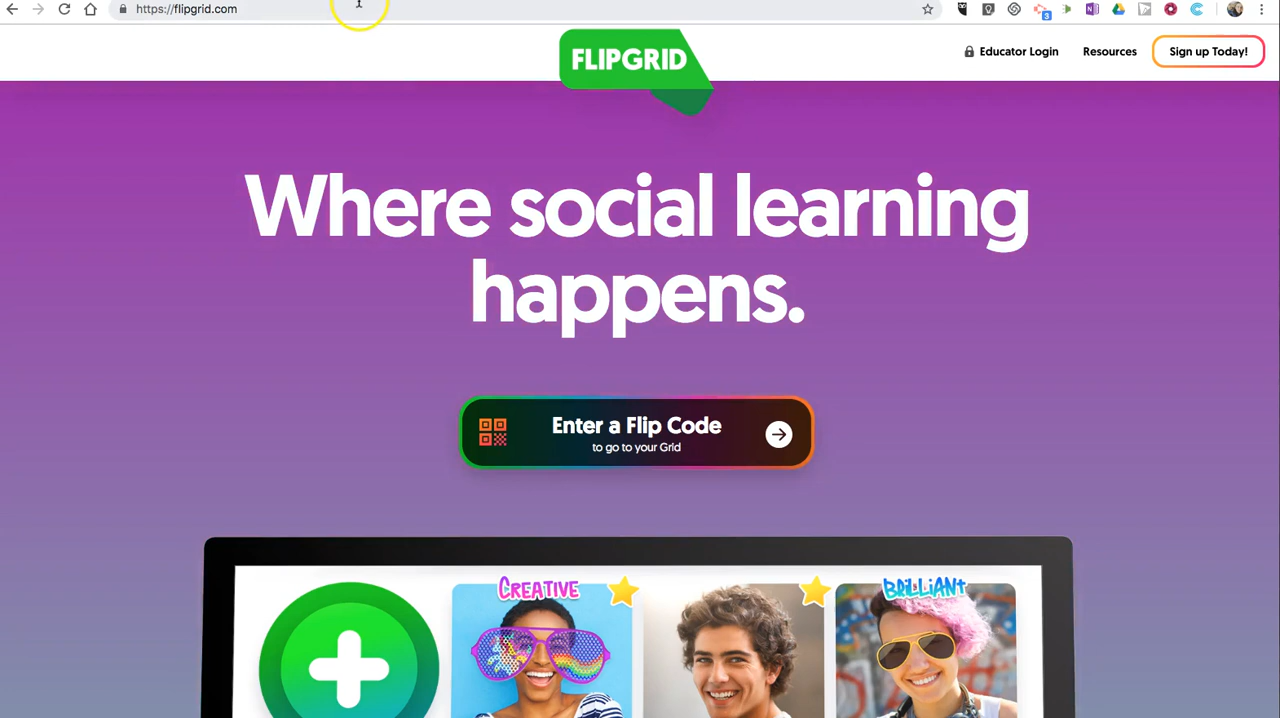 https://flipgrid.com
3
FLIPGRID
Educator Login
Resources
Sign up Today!
Where social learning
happens.
Enter a Flip Code
to go to your Grid
CREATIVE
BRiLLiANt